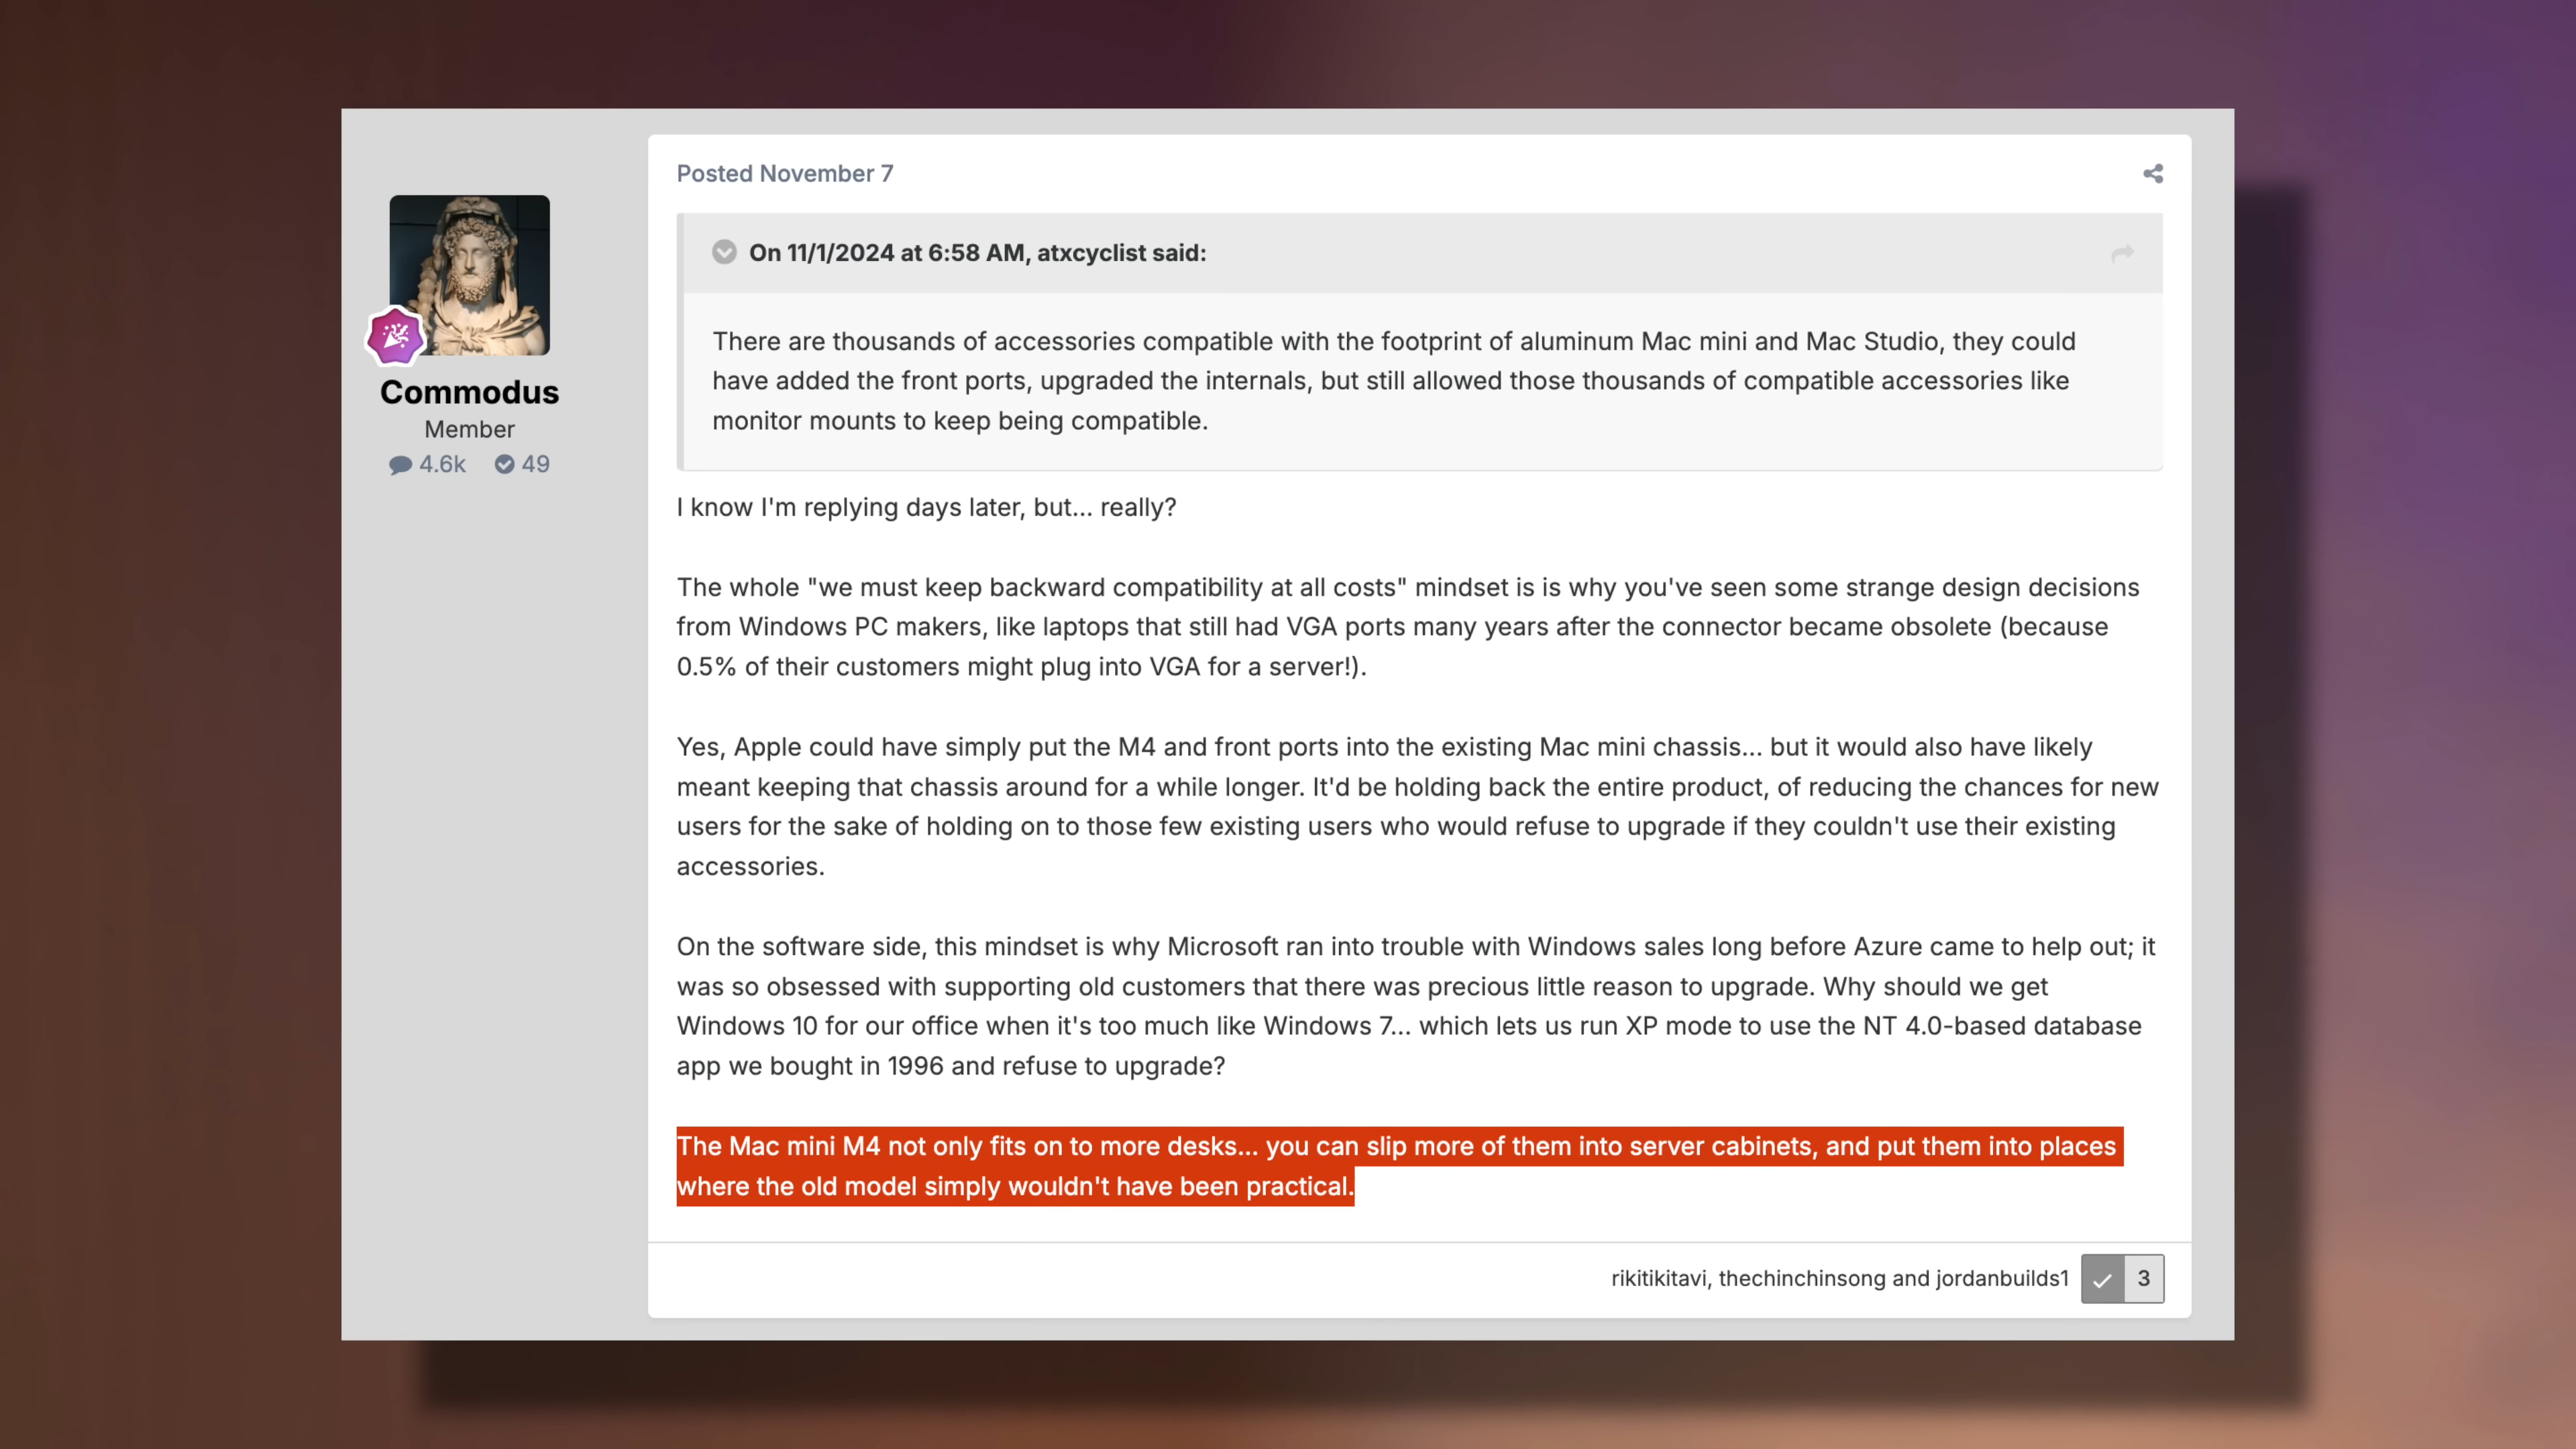 Posted November 7
On 11/1/2024 at 6:58 AM, atxcyclist said:
There are thousands of accessories compatible with the footprint of aluminum Mac mini and Mac Studio, they could
have added the front ports, upgraded the internals, but still allowed those thousands of compatible accessories like
monitor mounts to keep being compatible.
Commodus
Member
4.6k 49
I know I'm replying days later, but... really?
The whole "we must keep backward compatibility at all costs" mindset is is why you've seen some strange design decisions
from Windows PC makers, like laptops that still had VGA ports many years after the connector became obsolete (because
0.5% of their customers might plug into VGA for a server!).
Yes, Apple could have simply put the M4 and front ports into the existing Mac mini chassis... but it would also have likely
meant keeping that chassis around for a while longer. It'd be holding back the entire product, of reducing the chances for new
users for the sake of holding on to those few existing users who would refuse to upgrade if they couldn't use their existing
accessories.
On the software side, this mindset is why Microsoft ran into trouble with Windows sales long before Azure came to help out; it
was so obsessed with supporting old customers that there was precious little reason to upgrade. Why should we get
Windows 10 for our office when it's too much like Windows 7... which lets us run XP mode to use the NT 4.0-based database
app we bought in 1996 and refuse to upgrade?
The Mac mini M4 not only fits on to more desks... you can slip more of them into server cabinets, and put them into places
where the old model simply wouldn't have been practical.
rikitikitavi, thechinchinsong and jordanbuilds1 3